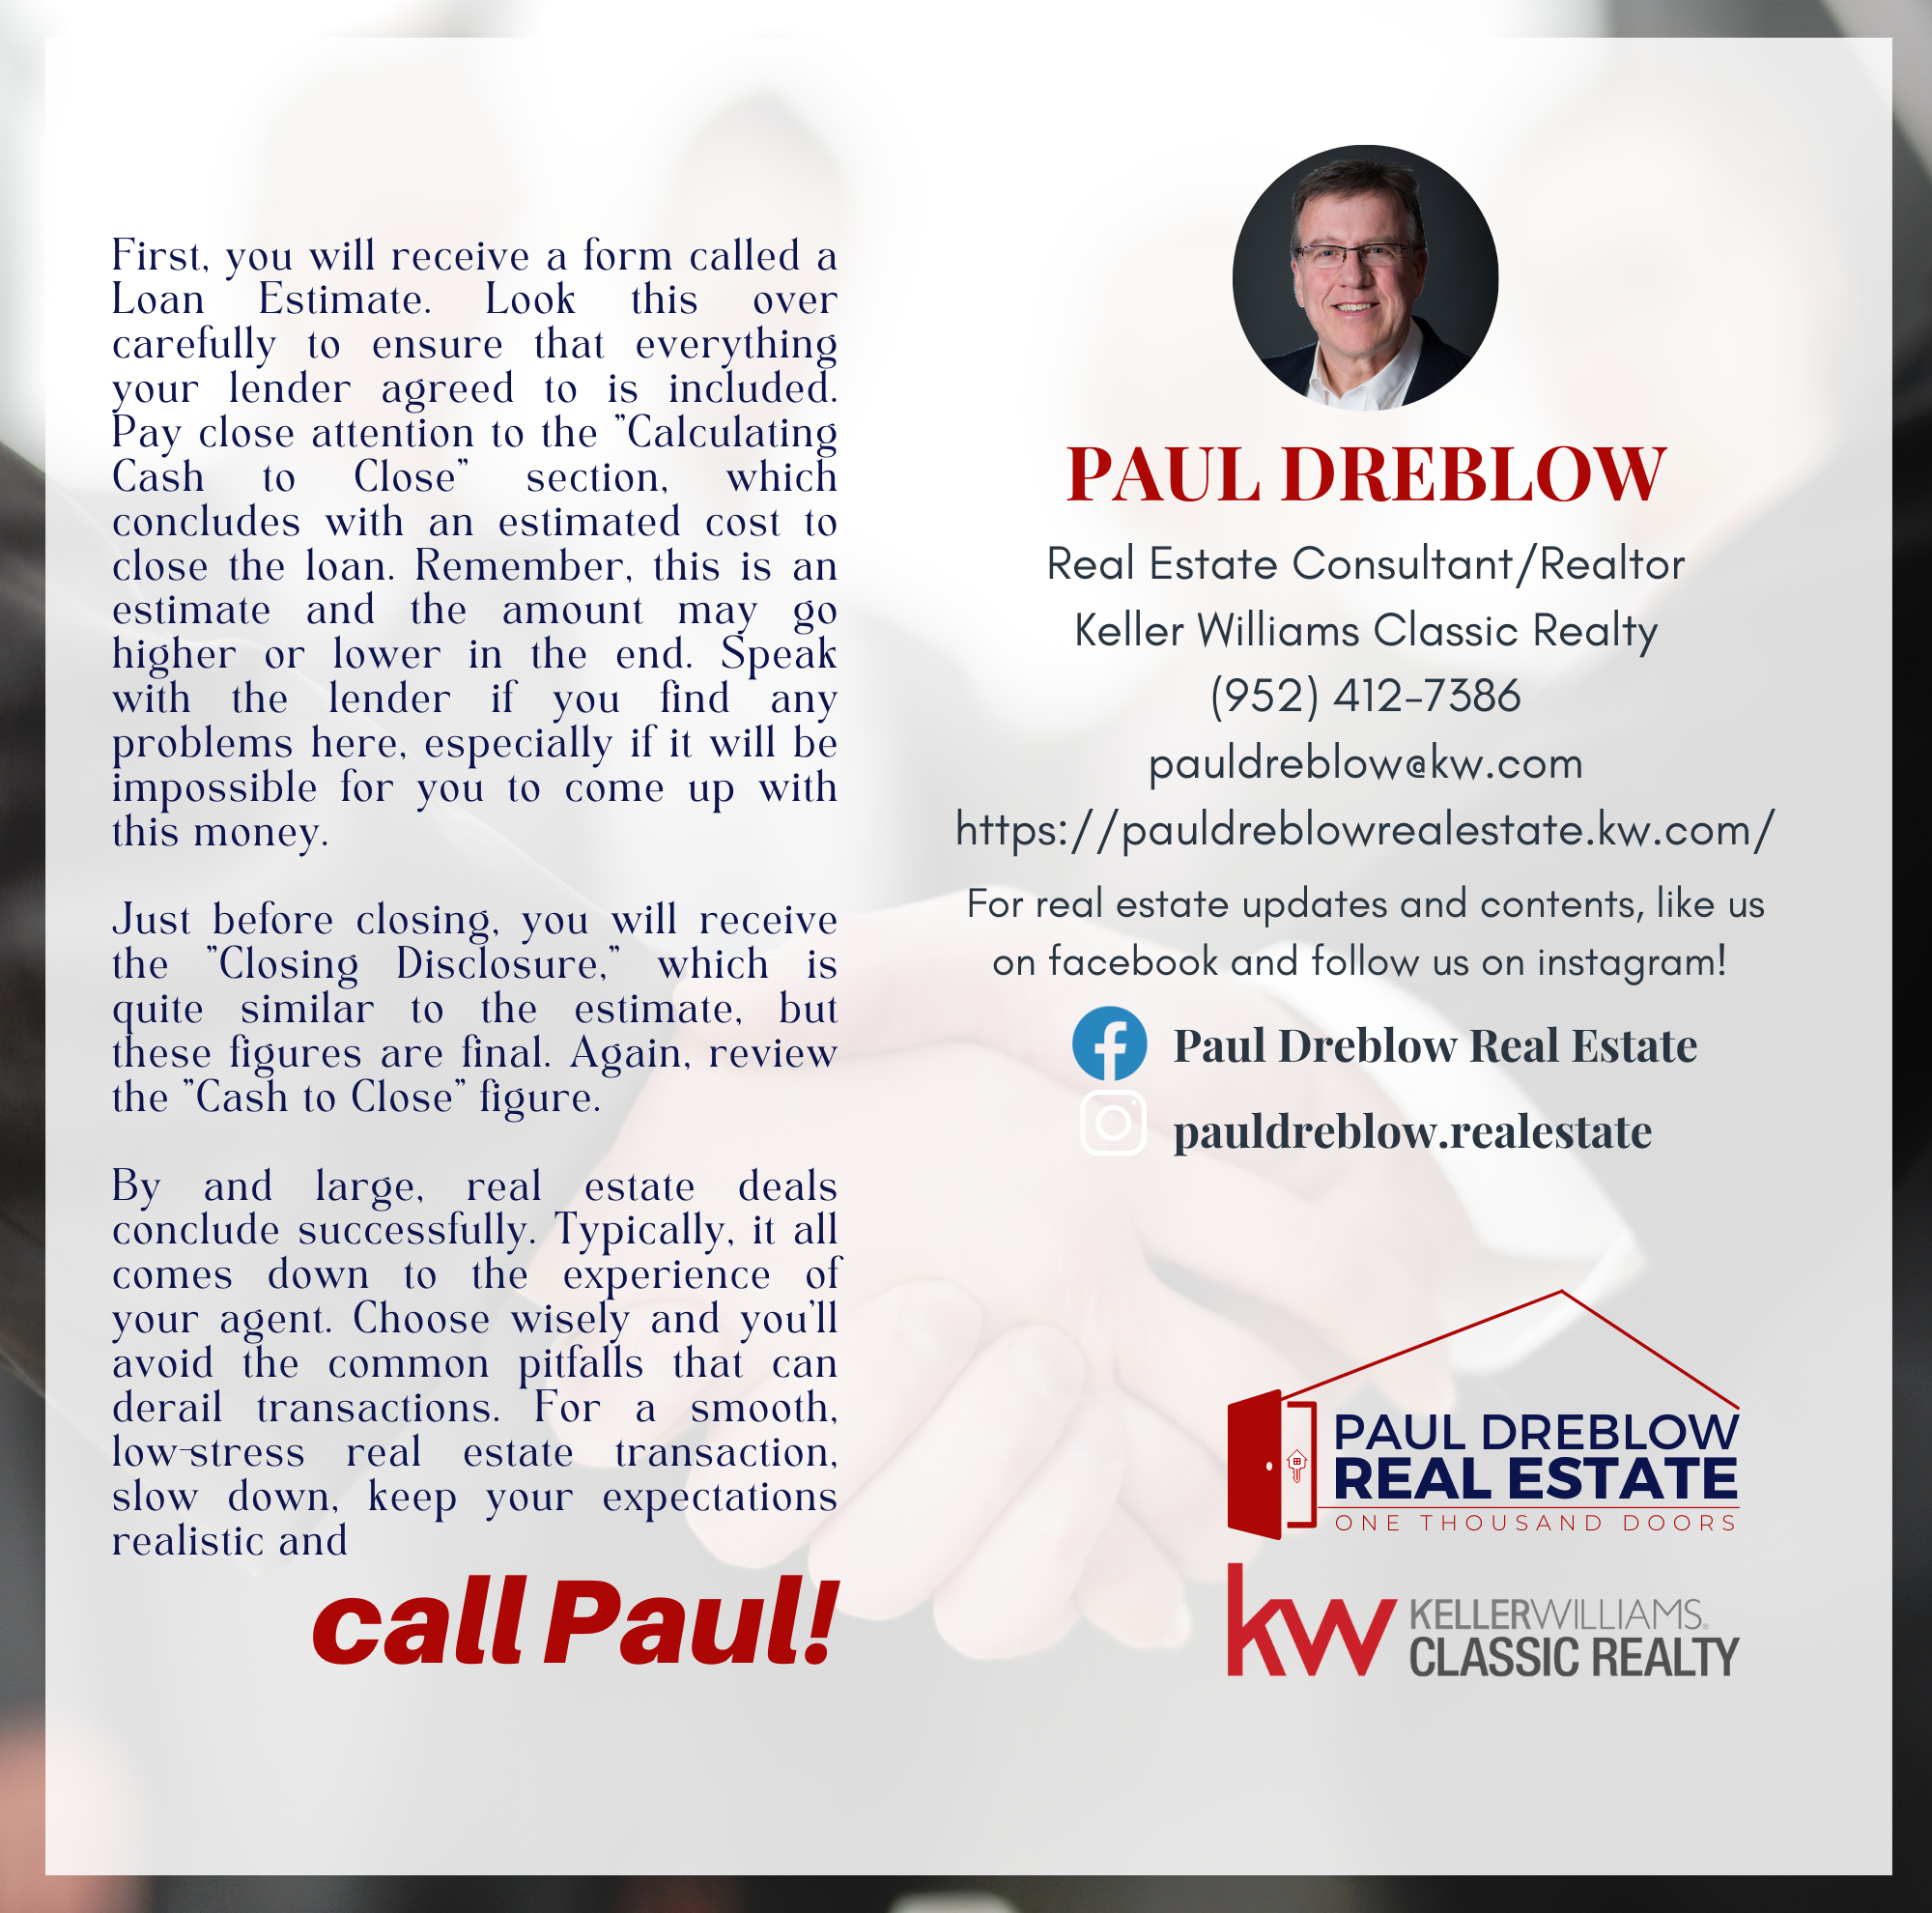 First, you will receive a form called a
Loan Estimate. Look this over
carefully to ensure that everything
your lender agreed to is included.
Pay close attention to the "Calculating
Cash to Close" section, which
concludes with an estimated cost to
close the loan. Remember, this is an
estimate and the amount may go
higher or lower in the end. Speak
with the lender if you find any
problems here, especially if it will be
impossible for you to come up with
this money.
Just before closing, you will receive
the "Closing Disclosure," which is
quite similar to the estimate, but
these figures are final. Again, review
the "Cash to Close" figure.
By and large, real estate deals
conclude successfully. Typically, it all
comes down to the experience of
your agent. Choose wisely and you'll
avoid the common pitfalls that can
derail transactions. For a smooth,
low-stress real estate transaction,
slow down, keep your expectations
realistic and
call Paul!
PAUL DREBLOW
Real Estate Consultant/Realtor
Keller Williams Classic Realty
(952) 412-7386
pauldreblow@kw.com
https://pauldreblowrealestate.kw.com/
For real estate updates and contents, like us
on facebook and follow us on instagram!
Paul Dreblow Real Estate
pauldreblow.realestate
PAUL DREBLOW
REAL ESTATE
ONE THOUSAND DOORS
kw KELLERWILLIAMS®
CLASSIC REALTY